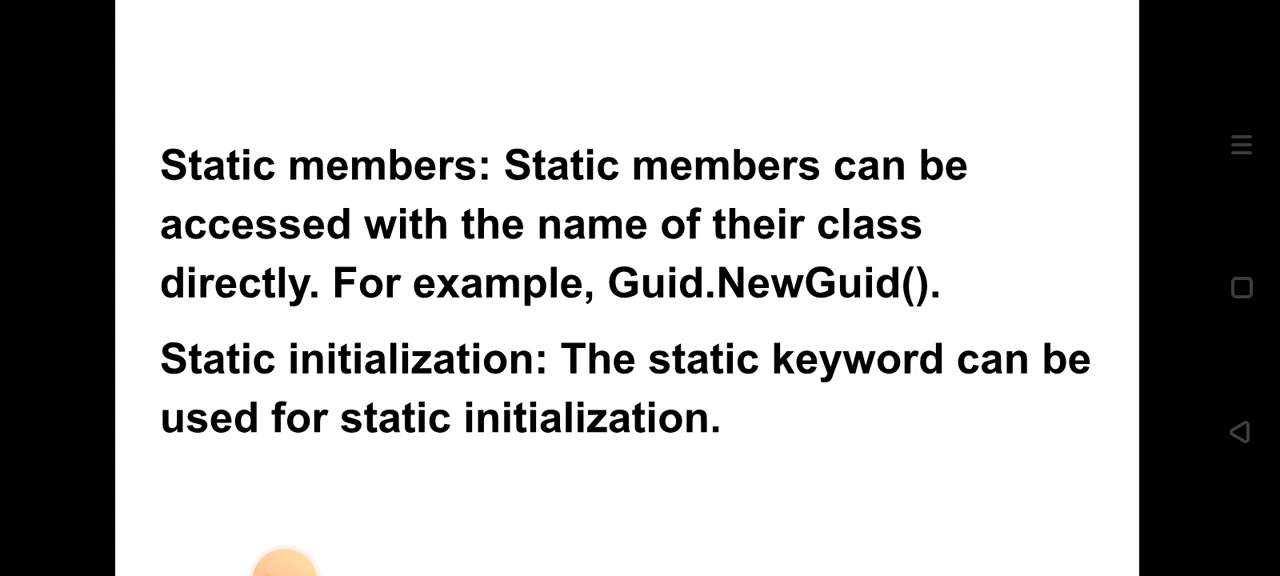 Static members: Static members can be
accessed with the name of their class
directly. For example, Guid.NewGuid().
Static initialization: The static keyword can be
used for static initialization.